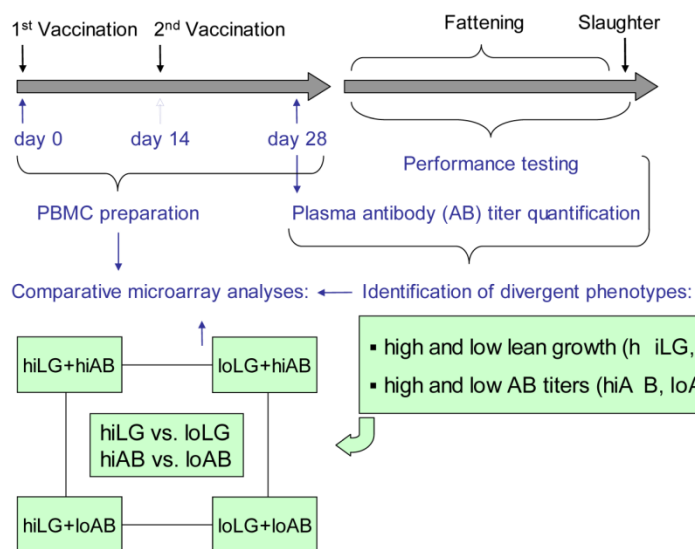 1st Vaccination
2nd Vaccination
Fattening
Slaughter
day 0
day 14
day 28
Performance testing
PBMC preparation
Plasma antibody (AB) titer quantification
Comparative microarray analyses:
Identification of divergent phenotypes:
▪ high and low lean growth (h iLG,
▪ high and low AB titers (hiA B, loA
hiLG+hiAB
loLG+hiAB
hiLG vs. loLG
hiAB vs. loAB
hiLG+loAB
loLG+loAB